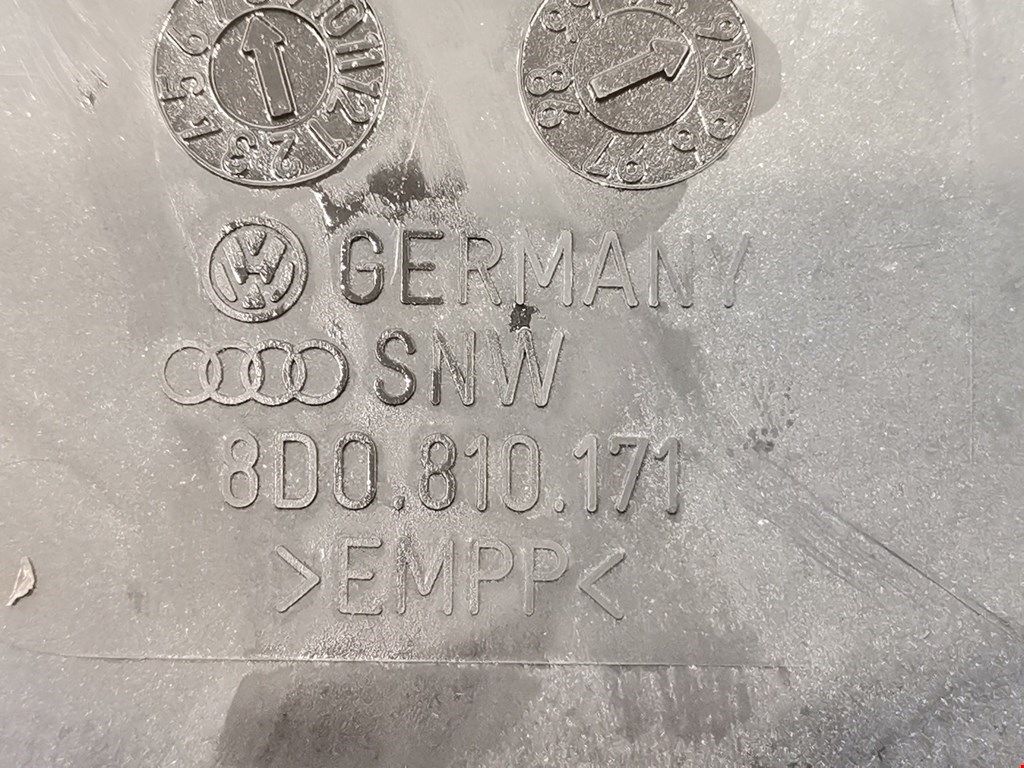 GERMANY
SNW
8D0.810.171
>EMPP<